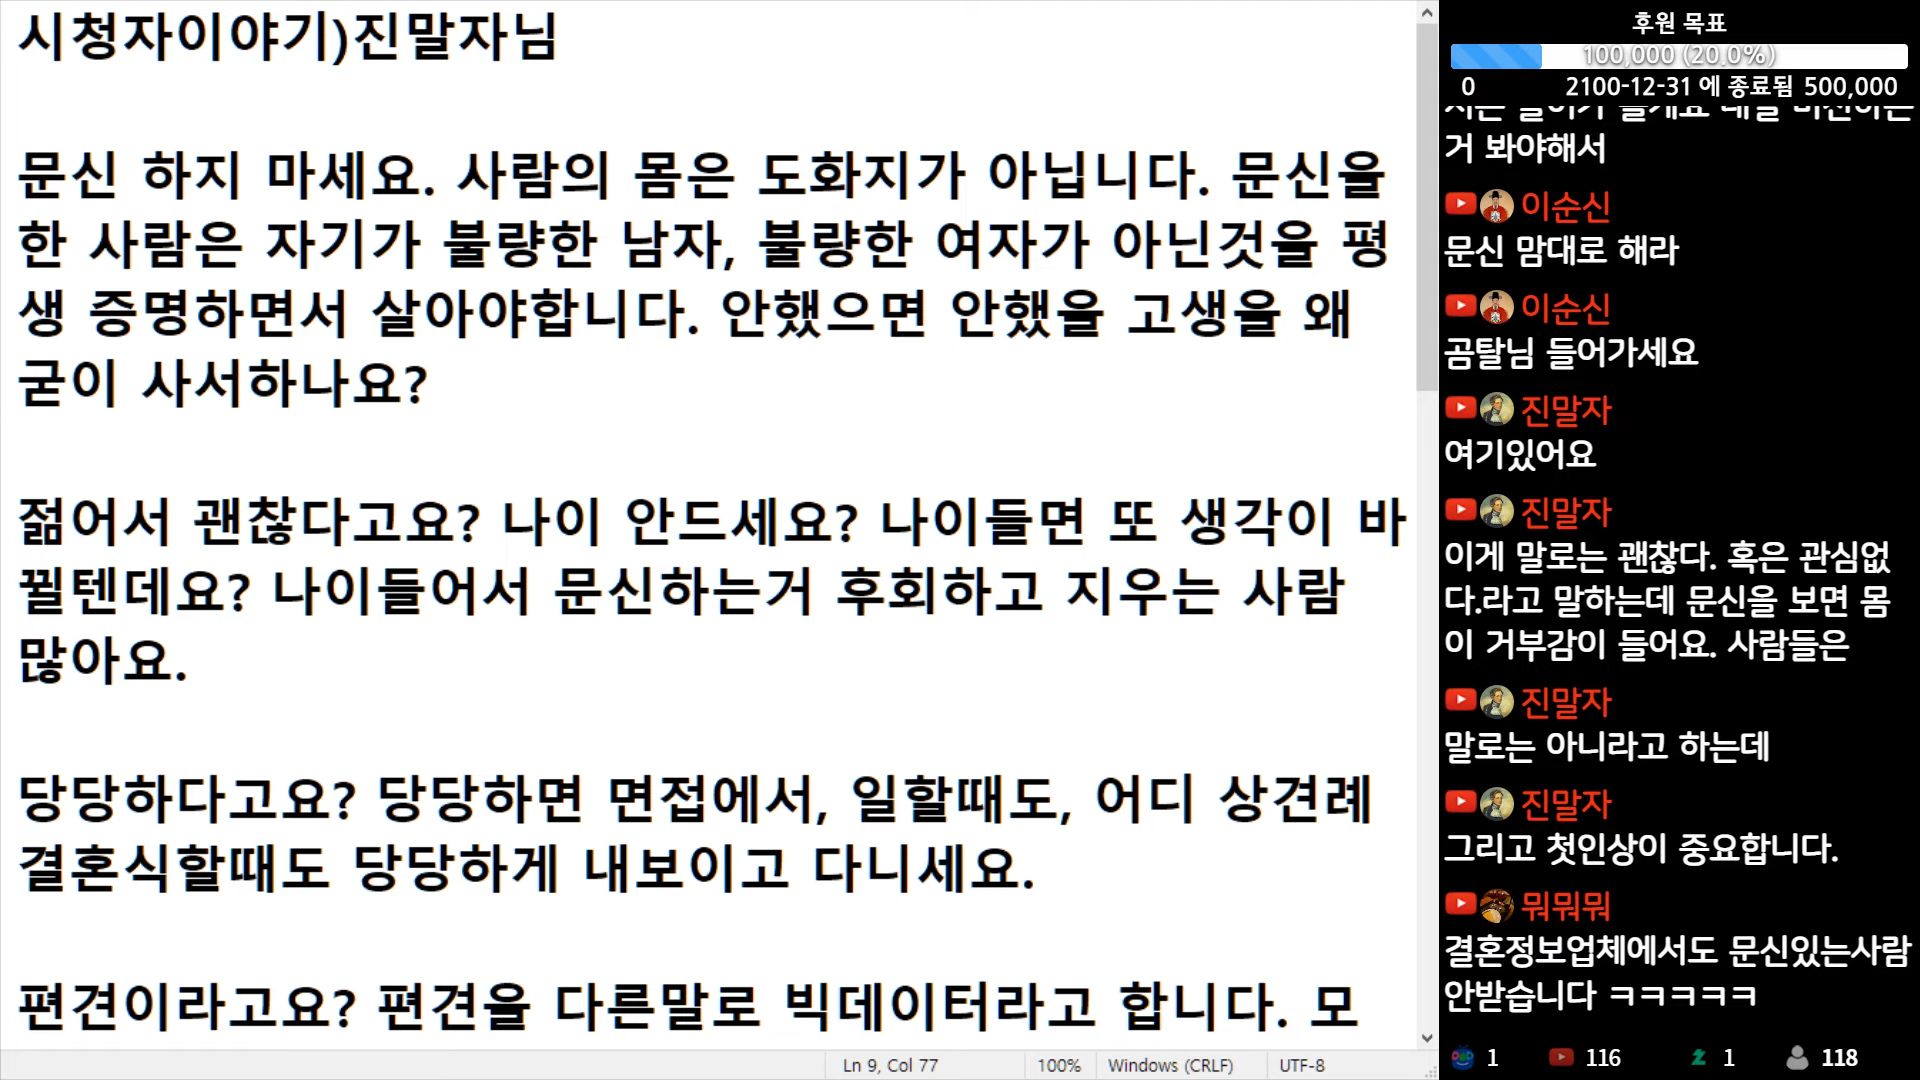 시청자이야기)진말자님
문신 하지 마세요. 사람의 몸은 도화지가 아닙니다. 문신을
한 사람은 자기가 불량한 남자, 불량한 여자가 아닌것을 평
생 증명하면서 살아야합니다. 안했으면 안했을 고생을 왜
굳이 사서하나요?
젊어서 괜찮다고요? 나이 안드세요? 나이들면 또 생각이 바
뀔텐데요? 나이들어서 문신하는거 후회하고 지우는 사람
많아요.
당당하다고요? 당당하면 면접에서, 일할때도, 어디 상견례
결혼식할때도 당당하게 내보이고 다니세요.
편견이라고요? 편견을 다른말로 빅데이터라고 합니다. 모
Ln 9, Col 77
100%
Windows (CRLF)
UTF-8
후원 목표
100,000 (20.0%)
0
2100-12-31 에 종료됨 500,000
거 봐야해서
이순신
문신 맘대로 해라
이순신
곰탈님 들어가세요
진말자
여기있어요
진말자
이게 말로는 괜찮다. 혹은 관심없
다.라고 말하는데 문신을 보면 몸
이 거부감이 들어요. 사람들은
진말자
말로는 아니라고 하는데
진말자
그리고 첫인상이 중요합니다.
뭐뭐뭐
결혼정보업체에서도 문신있는사람
안받습니다 ㅋㅋㅋㅋㅋ
1
116
1
118